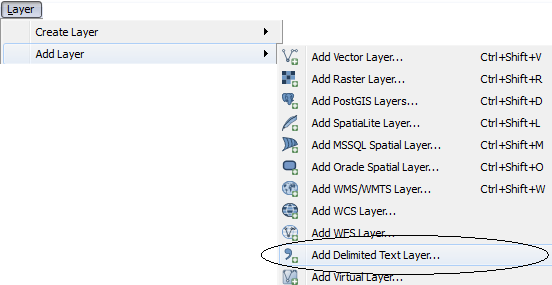 Layer
Create Layer
Add Layer
Add Vector Layer... Ctrl+Shift+V
Add Raster Layer... Ctrl+Shift+R
Add PostGIS Layers... Ctrl+Shift+D
Add SpatiaLite Layer... Ctrl+Shift+L
Add MSSQL Spatial Layer... Ctrl+Shift+M
Add Oracle Spatial Layer... Ctrl+Shift+O
Add WMS/WMTS Layer... Ctrl+Shift+W
Add WCS Layer...
Add WFS Layer...
Add Delimited Text Layer...
Add Virtual Layer...